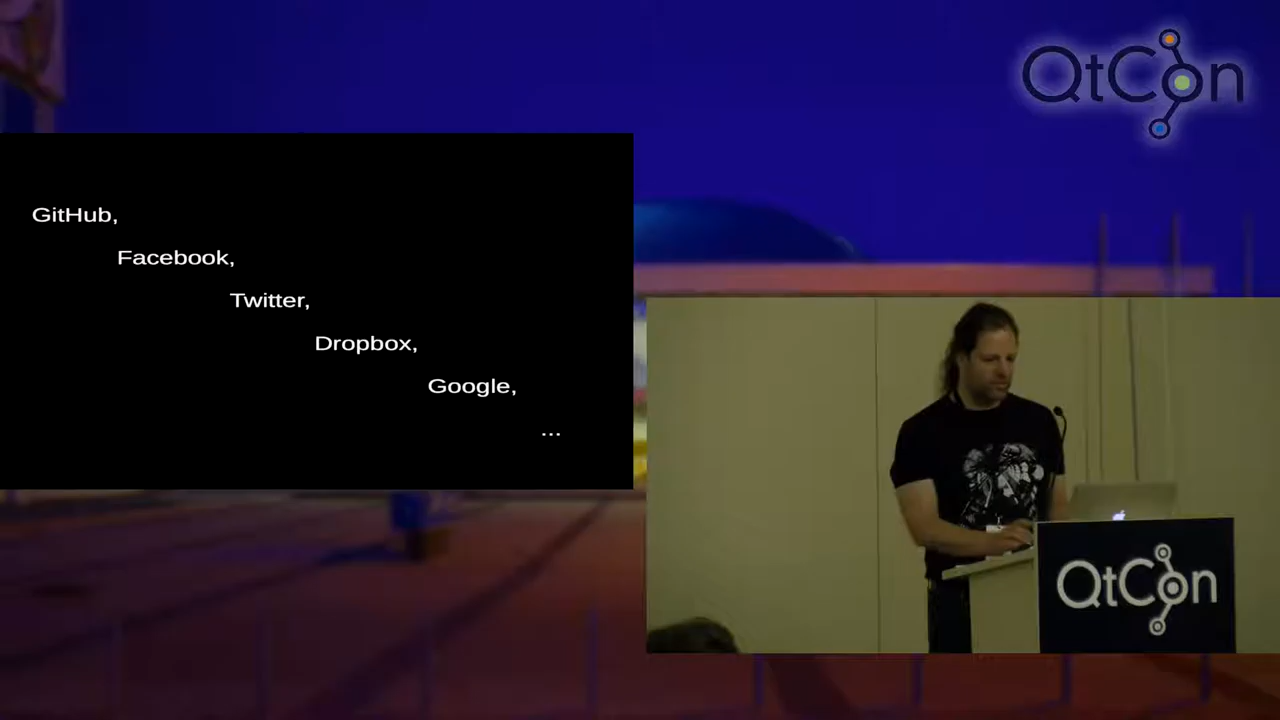 QtCon
GitHub,
Facebook,
Twitter,
Dropbox,
Google,
...
QtCon